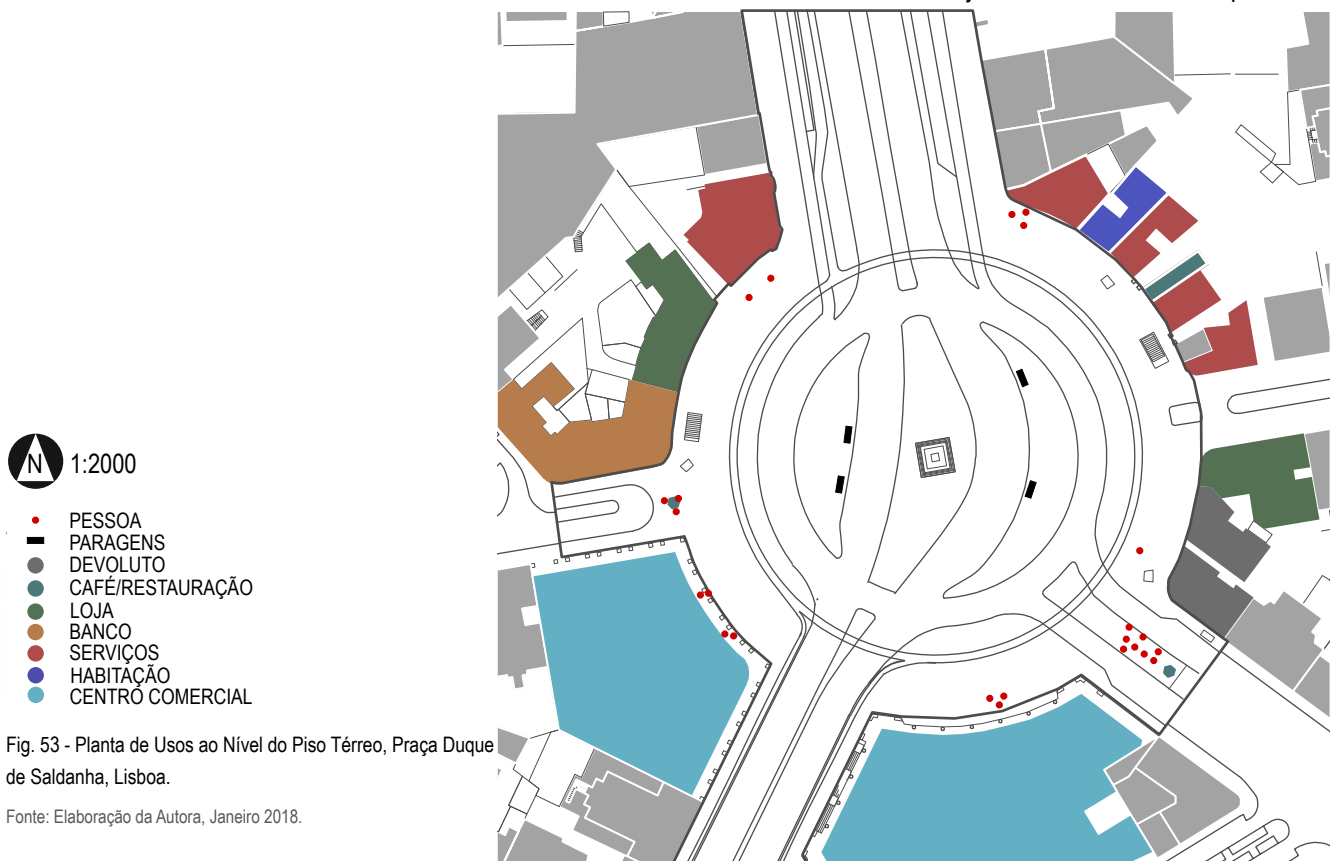 N 1:2000
PESSOA
PARAGENS
DEVOLUTO
CAFÉ/RESTAURAÇÃO
LOJA
BANCO
SERVIÇOS
HABITAÇÃO
CENTRO COMERCIAL
Fig. 53 - Planta de Usos ao Nível do Piso Térreo, Praça Duque
de Saldanha, Lisboa.
Fonte: Elaboração da Autora, Janeiro 2018.